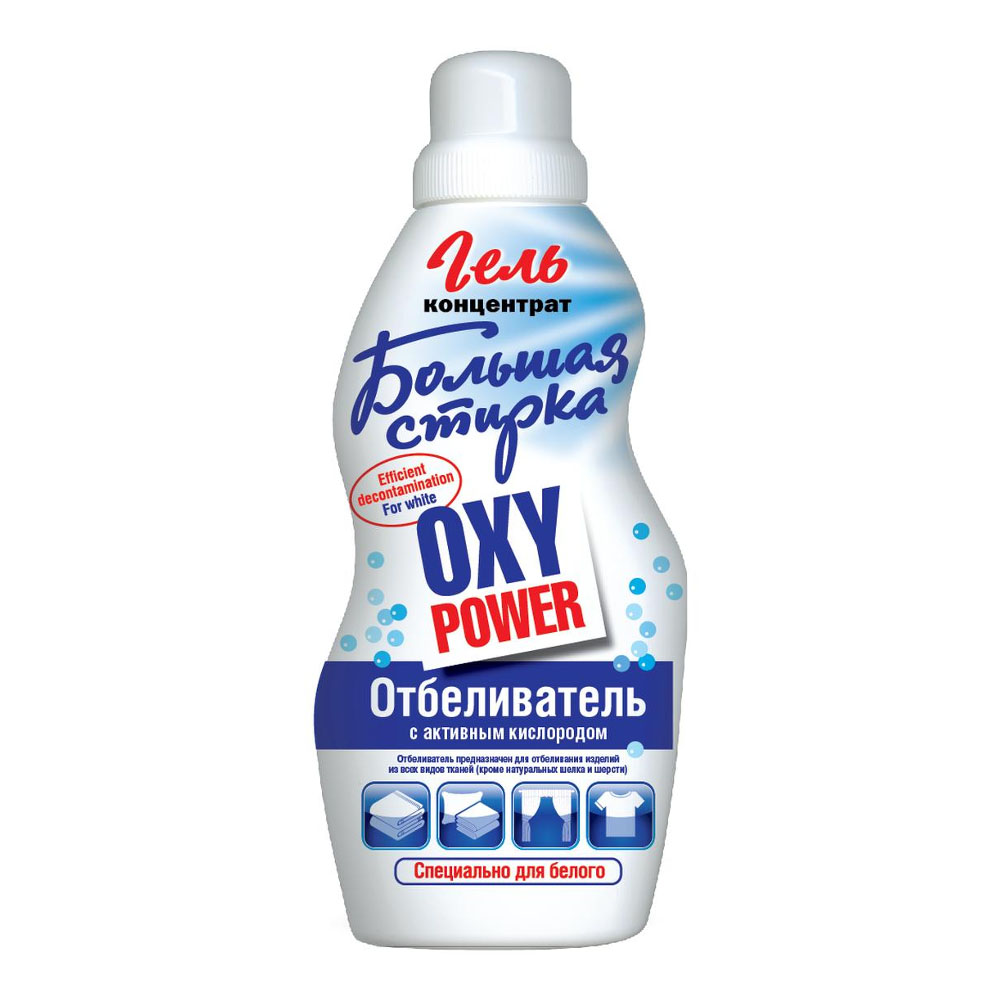 Гель
концентрат
Большая
стирка
Efficient
decontamination
For white
OXY
POWER
Отбеливатель
с активным кислородом
Отбеливатель предназначен для отбеливания изделий
из всех видов тканей (кроме натуральных шелка и шерсти)
Специально для белого